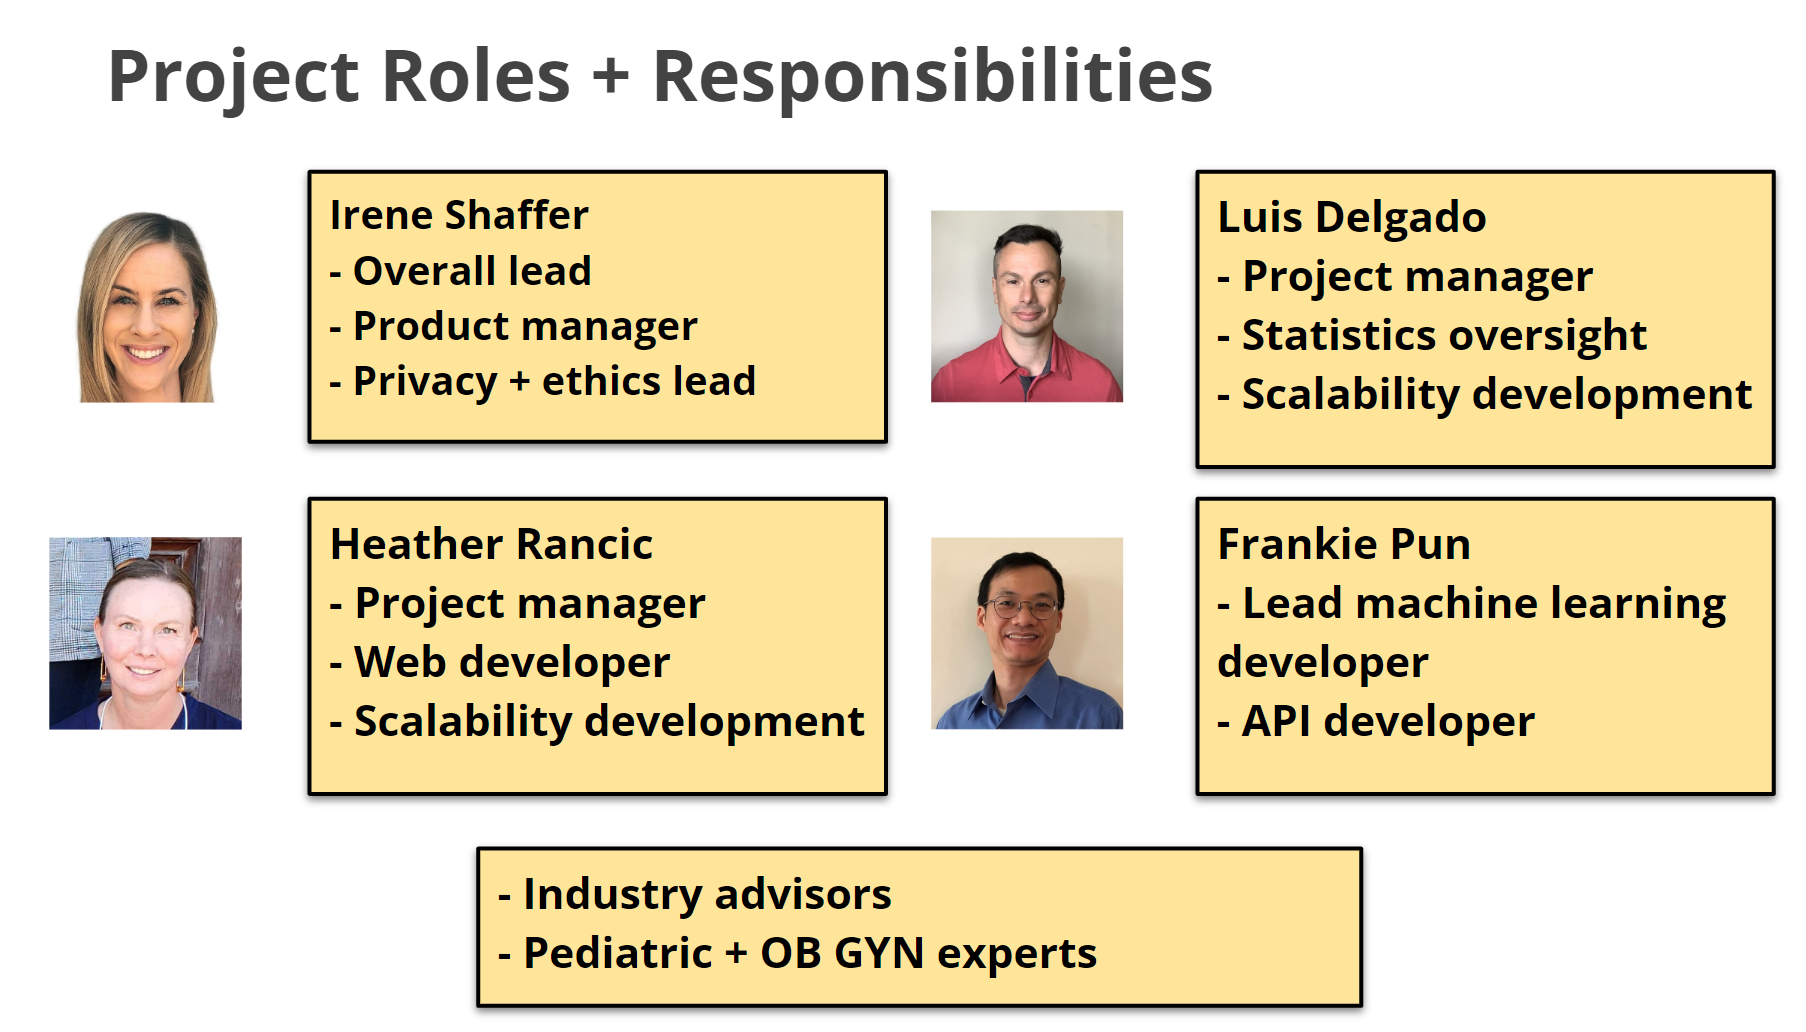 Project Roles + Responsibilities
Irene Shaffer
- Overall lead
- Product manager
- Privacy + ethics lead
Luis Delgado
- Project manager
- Statistics oversight
- Scalability development
Heather Rancic
- Project manager
- Web developer
- Scalability development
Frankie Pun
- Lead machine learning
developer
- API developer
- Industry advisors
- Pediatric + OB GYN experts